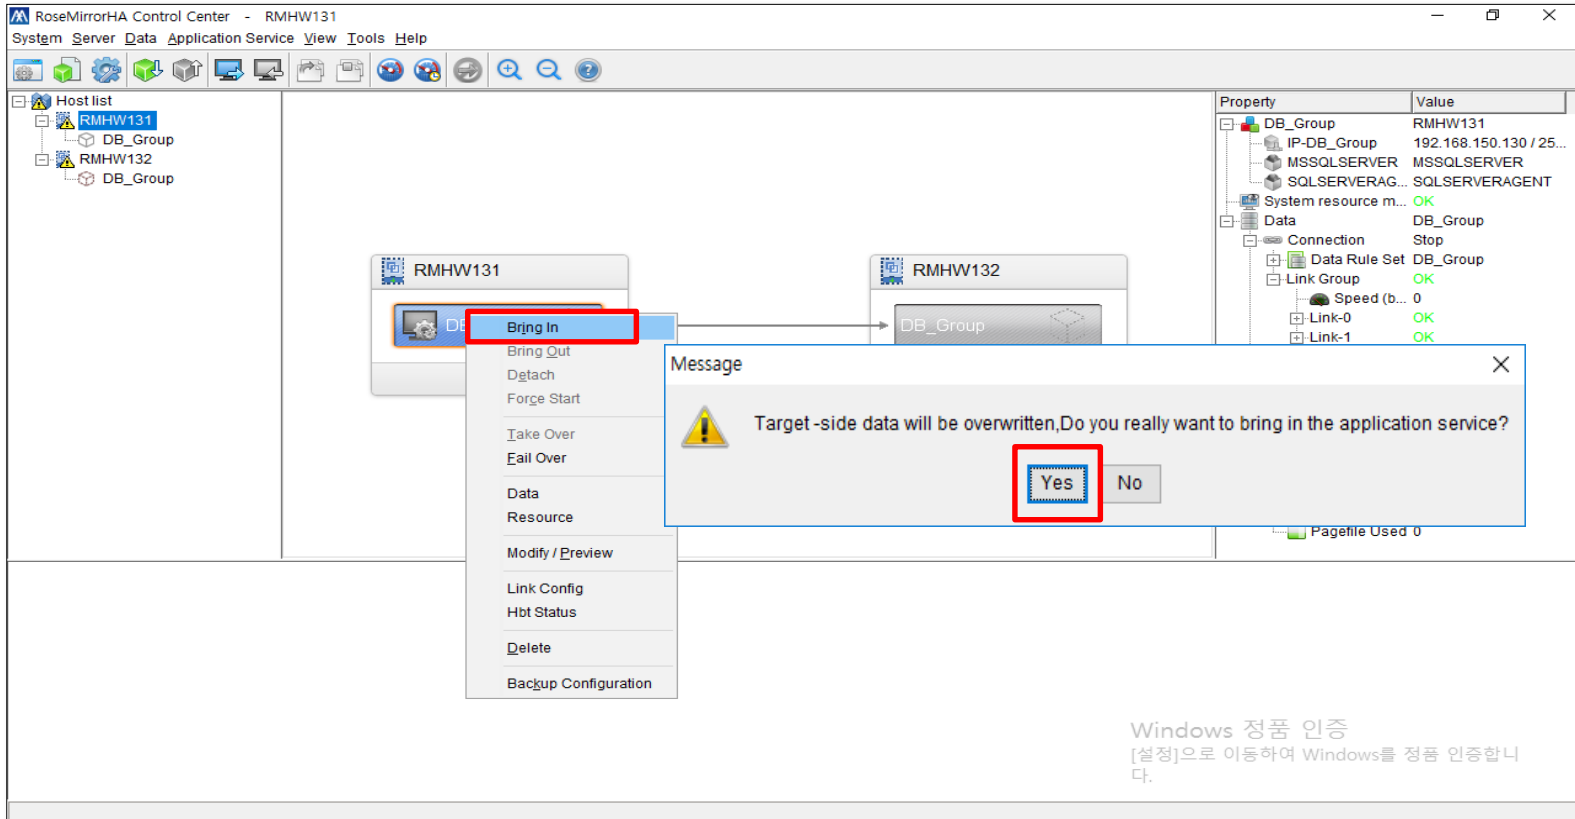 RoseMirrorHA Control Center - RMHW131
System Server Data Application Service View Tools Help
Host list
RMHW131
DB_Group
RMHW132
DB_Group
RMHW131
RMHW132
DB_Group
Bring In
Bring Out
Detach
Force Start
Take Over
Fail Over
Data
Resource
Modify / Preview
Link Config
Hbt Status
Delete
Backup Configuration
Property Value
DB_Group RMHW131
IP-DB_Group 192.168.150.130 / 25...
MSSQLSERVER MSSQLSERVER
SQLSERVERAG... SQLSERVERAGENT
System resource m... OK
Data DB_Group
Connection Stop
Data Rule Set DB_Group
Link Group OK
Speed (b... 0
Link-0 OK
Link-1 OK
Message
Target -side data will be overwritten,Do you really want to bring in the application service?
Yes No
Pagefile Used 0
Windows 정품 인증
[설정]으로 이동하여 Windows를 정품 인증합니
다.